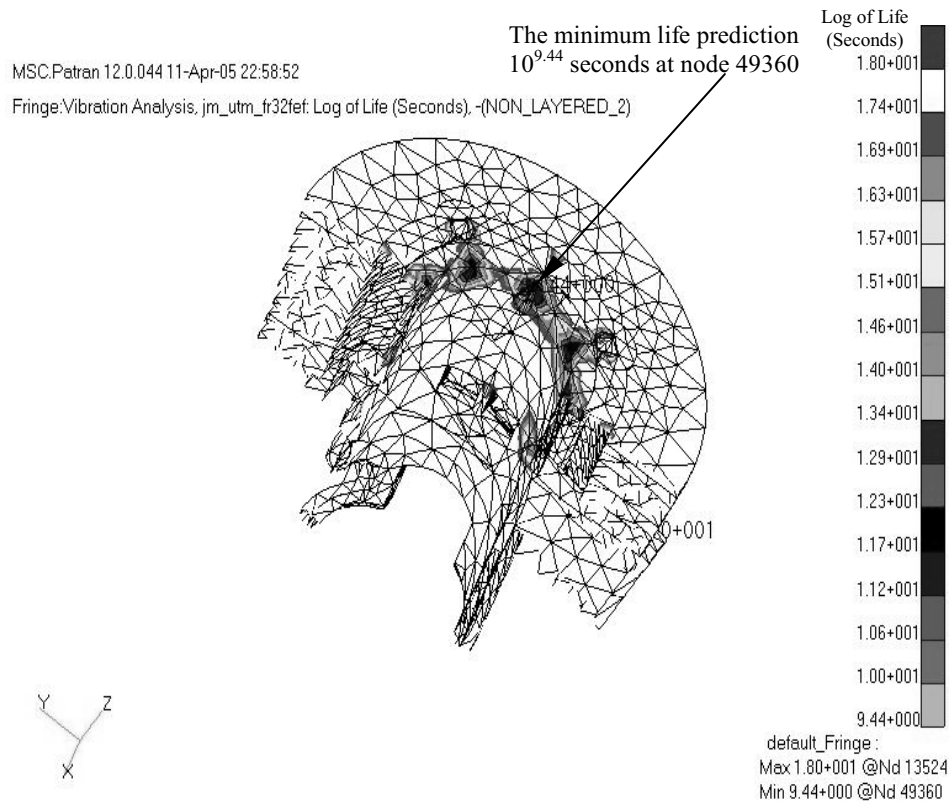 The minimum life prediction
10^9.44 seconds at node 49360
Log of Life
(Seconds)
MSC.Patran 12.0.044 11-Apr-05 22:58:52
Fringe:Vibration Analysis, jm_utm_fr32fef: Log of Life (Seconds), -(NON_LAYERED_2)
1.80+001
1.74+001
1.69+001
1.63+001
1.57+001
1.51+001
1.46+001
1.40+001
1.34+001
1.29+001
1.23+001
1.17+001
1.12+001
1.06+001
1.00+001
9.44+000
0+001
Y
Z
X
default_Fringe :
Max 1.80+001 @Nd 13524
Min 9.44+000 @Nd 49360